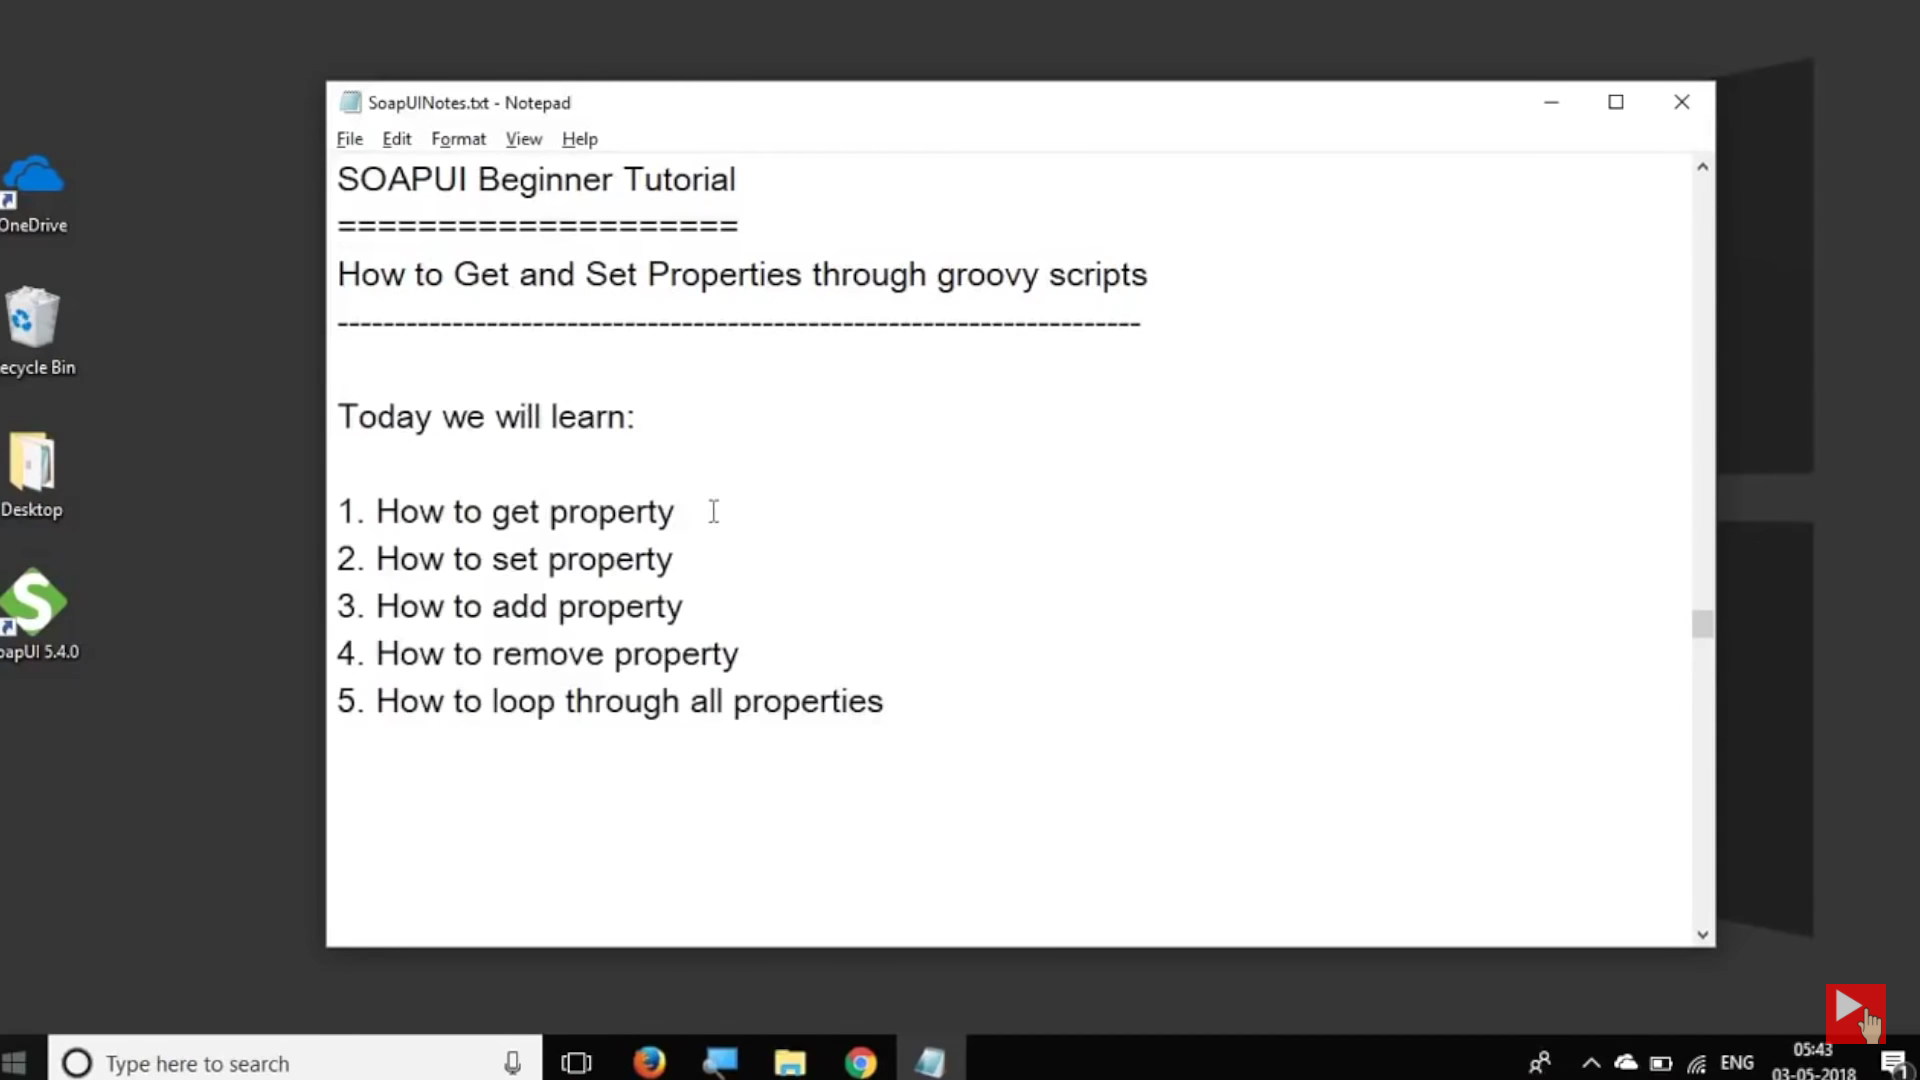 SoapUINotes.txt - Notepad
File Edit Format View Help
SOAPUI Beginner Tutorial
====================
How to Get and Set Properties through groovy scripts
-----------------------------------------------------------------------
Today we will learn:
1. How to get property
2. How to set property
3. How to add property
4. How to remove property
5. How to loop through all properties
OneDrive
ecycle Bin
Desktop
oapUI 5.4.0
Type here to search
ENG
05:43
03-05-2018
1